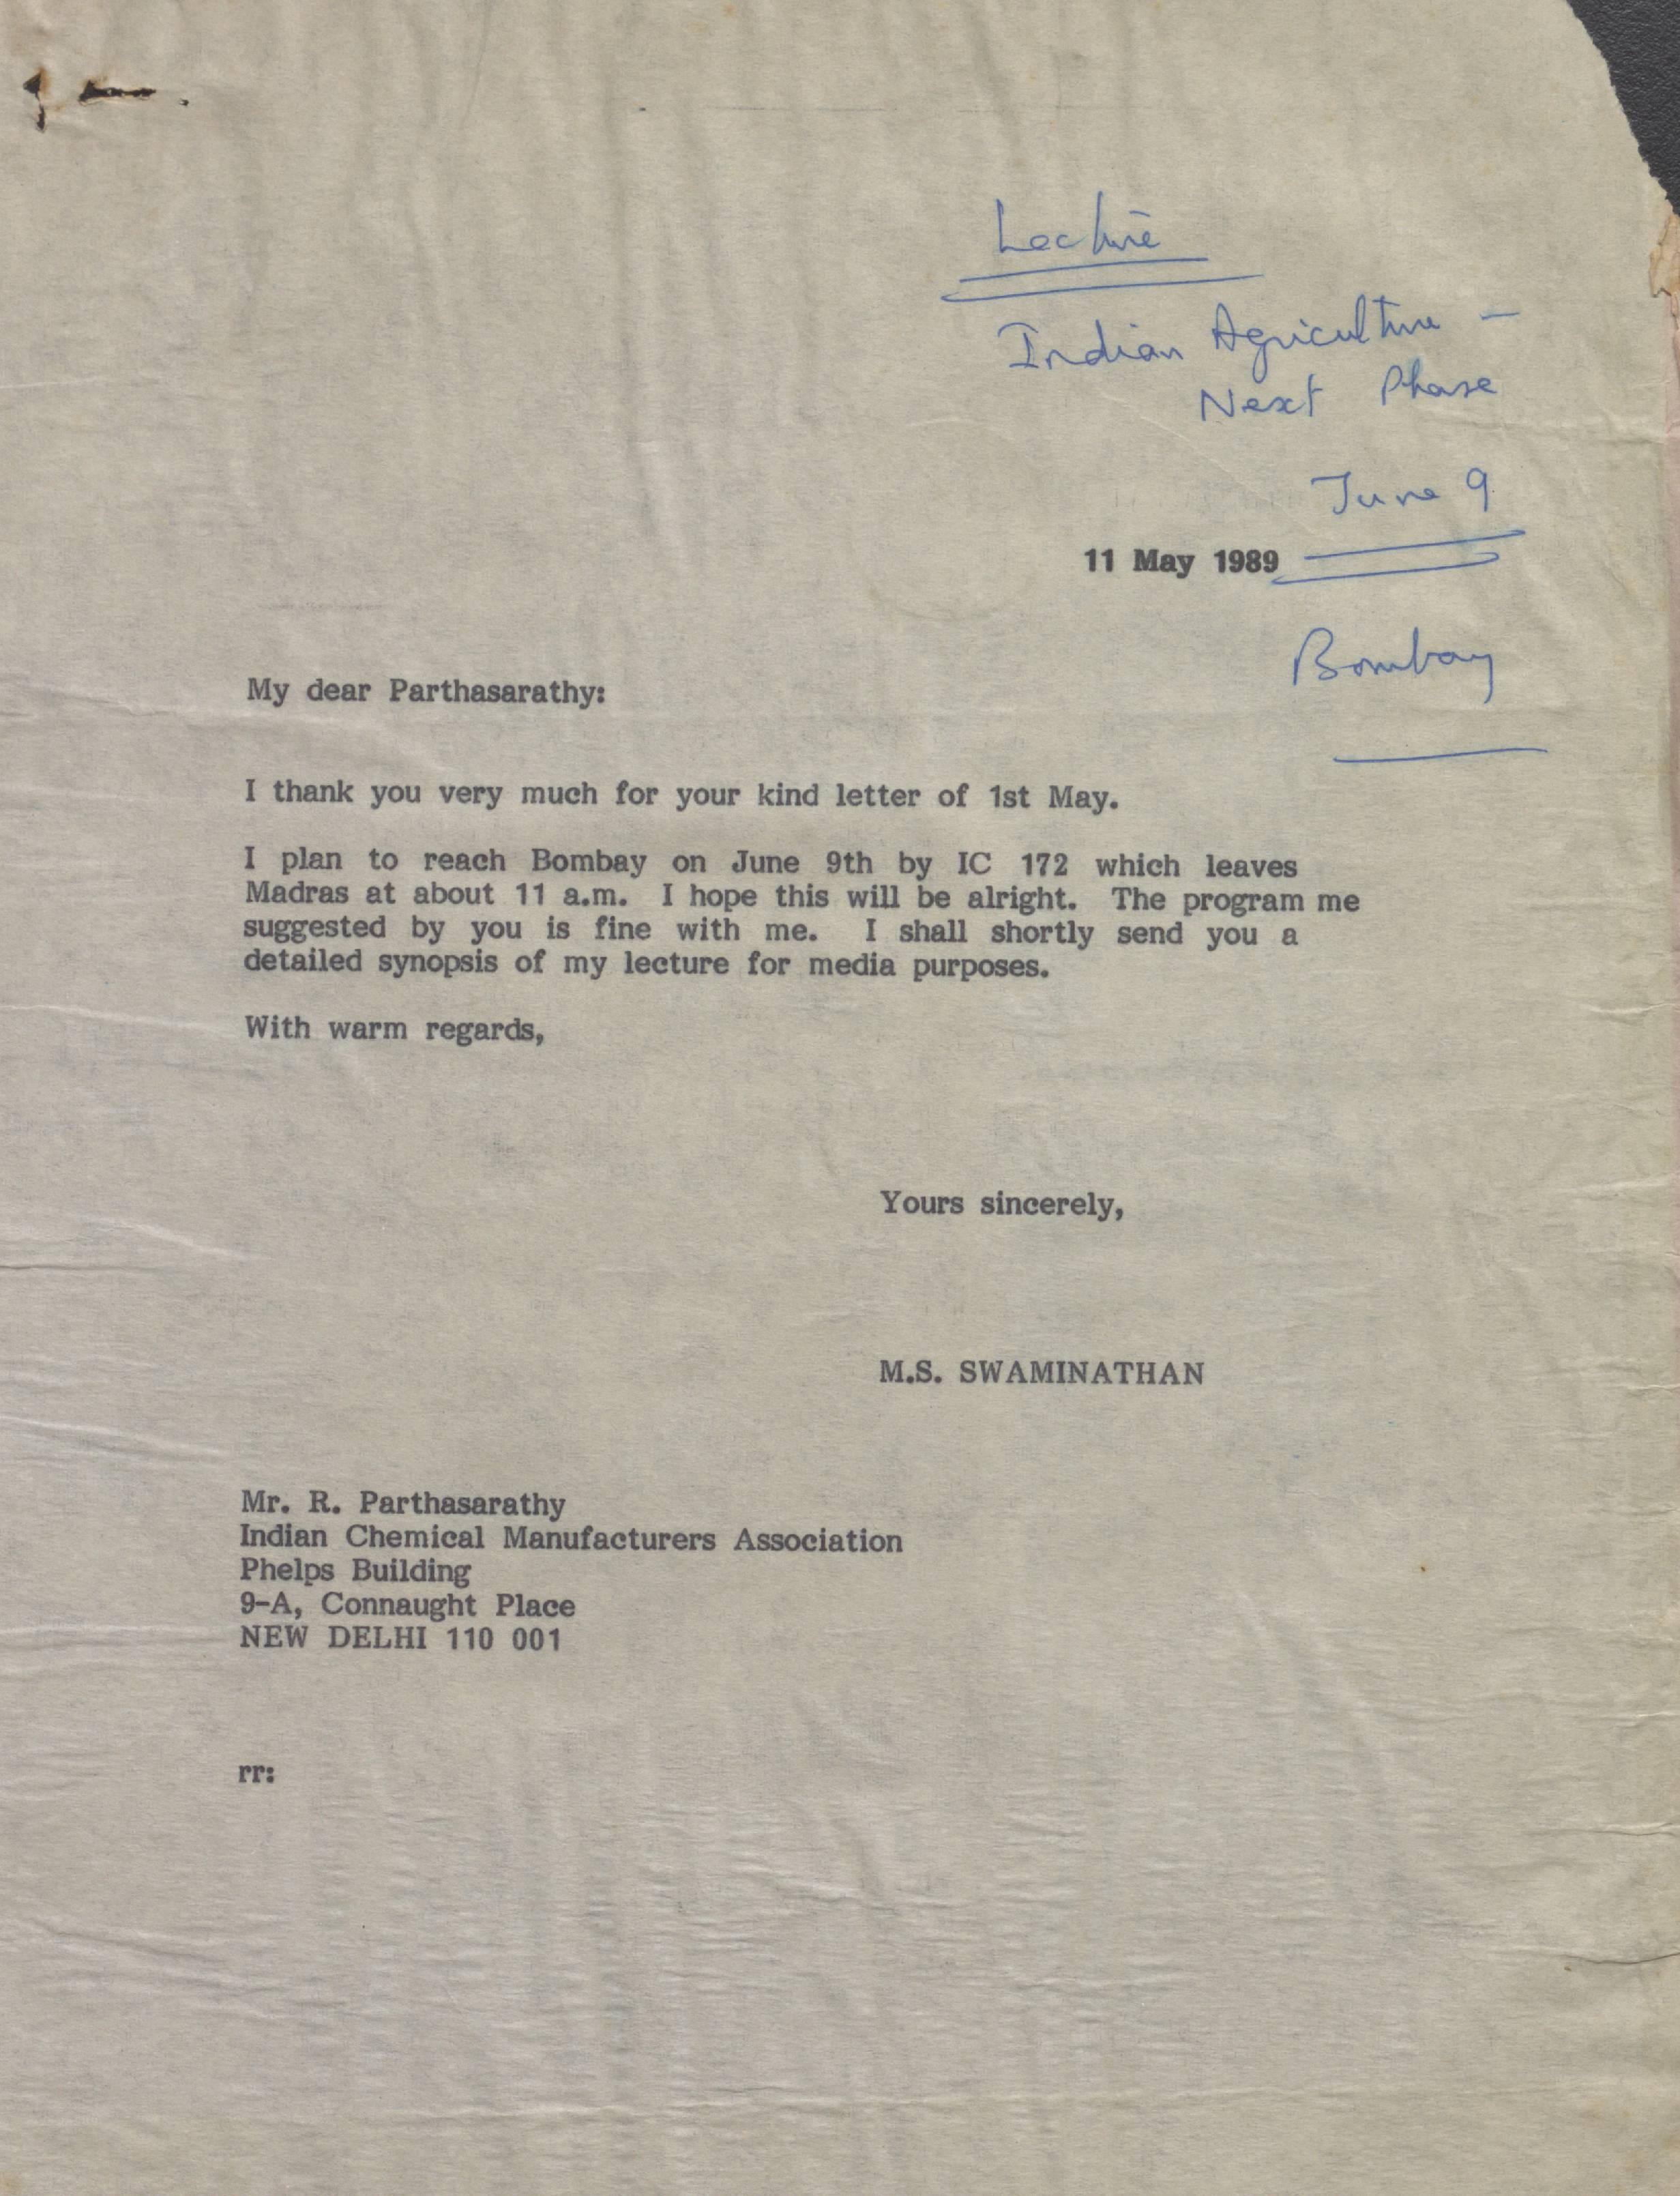 Lecture
Indian Agriculture -
Next Phase
June 9
11 May 1989
Bombay
My dear Parthasarathy:
I thank you very much for your kind letter of 1st May.
I plan to reach Bombay on June 9th by IC 172 which leaves
Madras at about 11 a.m. I hope this will be alright. The program me
suggested by you is fine with me. I shall shortly send you a
detailed synopsis of my lecture for media purposes.
With warm regards,
Yours sincerely,
M.S. SWAMINATHAN
Mr. R. Parthasarathy
Indian Chemical Manufacturers Association
Phelps Building
9-A, Connaught Place
NEW DELHI 110 001
rr: